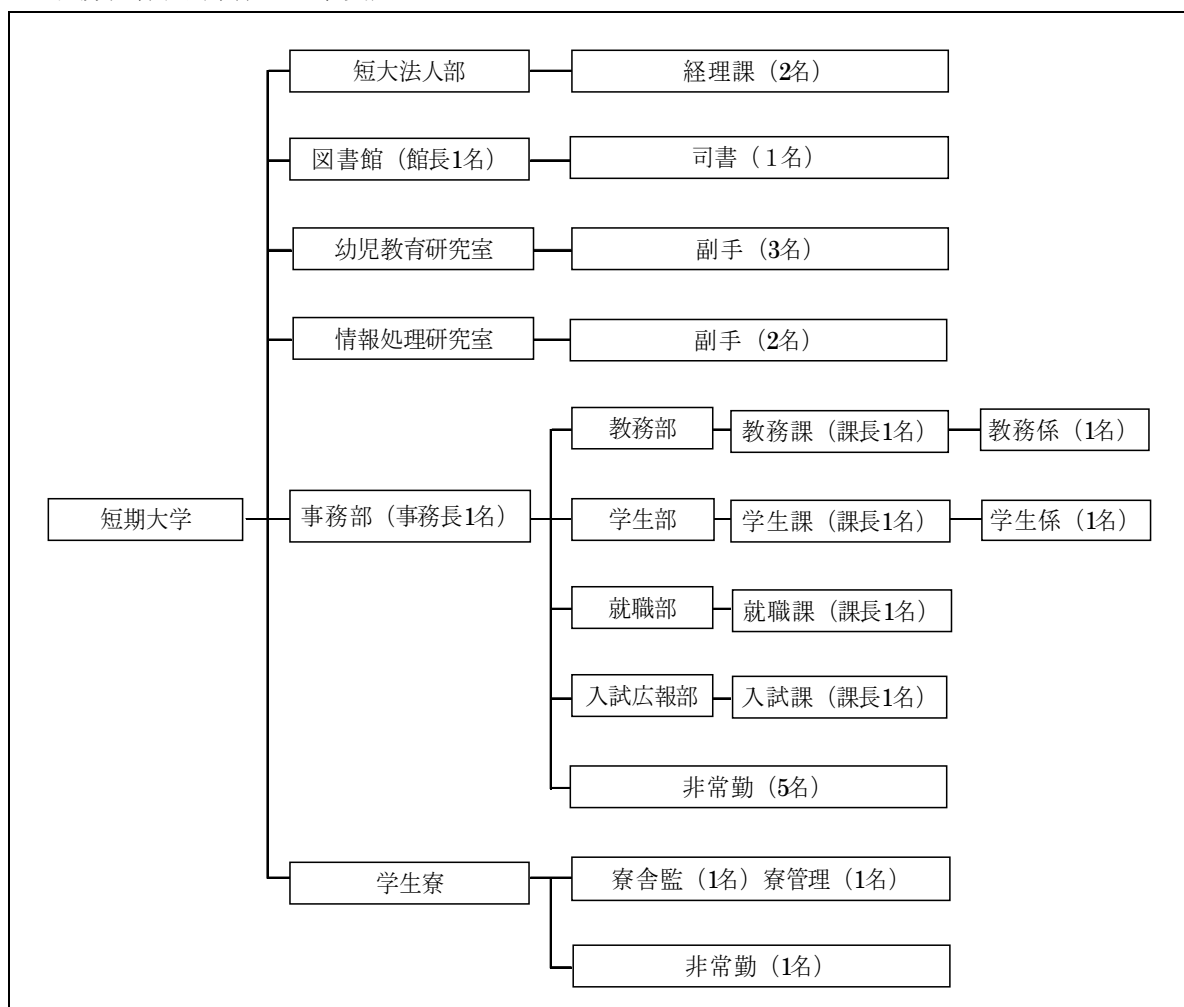 短大法人部 経理課（2名）
図書館（館長1名） 司書（1名）
幼児教育研究室 副手（3名）
情報処理研究室 副手（2名）
教務部 教務課（課長1名） 教務係（1名）
短期大学 事務部（事務長1名） 学生部 学生課（課長1名） 学生係（1名）
就職部 就職課（課長1名）
入試広報部 入試課（課長1名）
非常勤（5名）
学生寮 寮舎監（1名）寮管理（1名）
非常勤（1名）